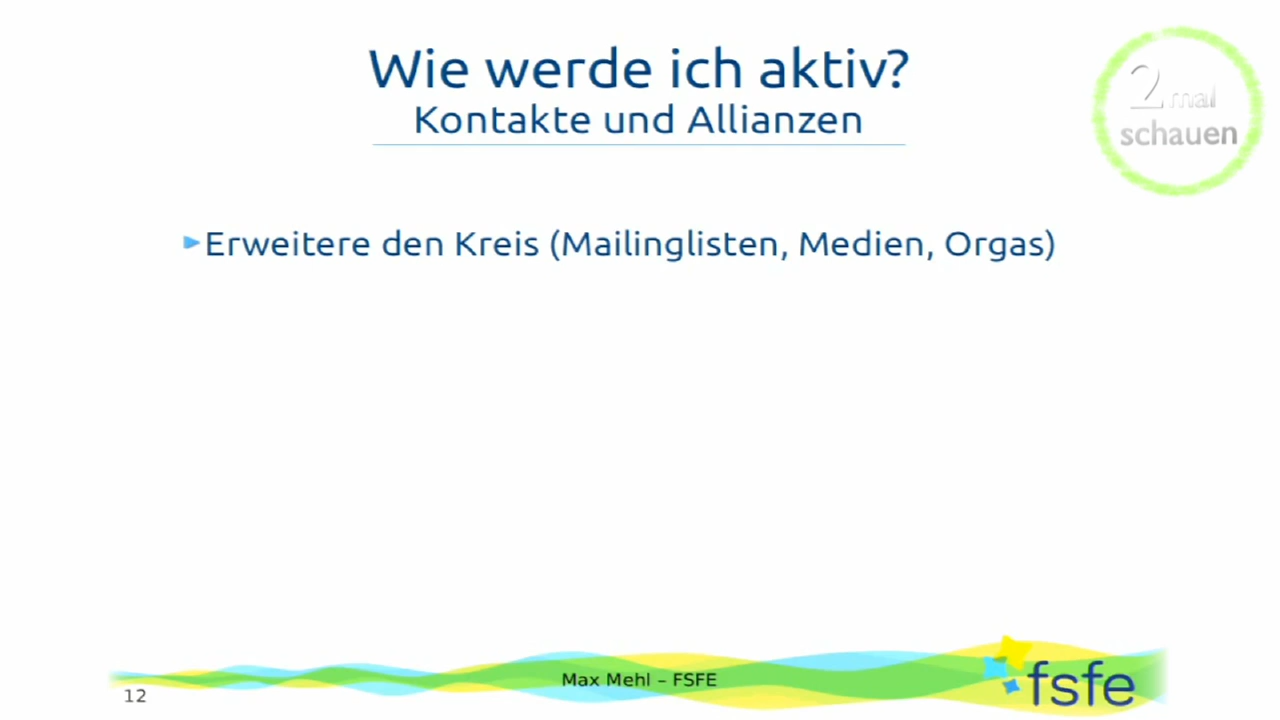 Wie werde ich aktiv?
Kontakte und Allianzen
2 mal
schauen
Erweitere den Kreis (Mailinglisten, Medien, Orgas)
Max Mehl – FSFE
fsfe
12